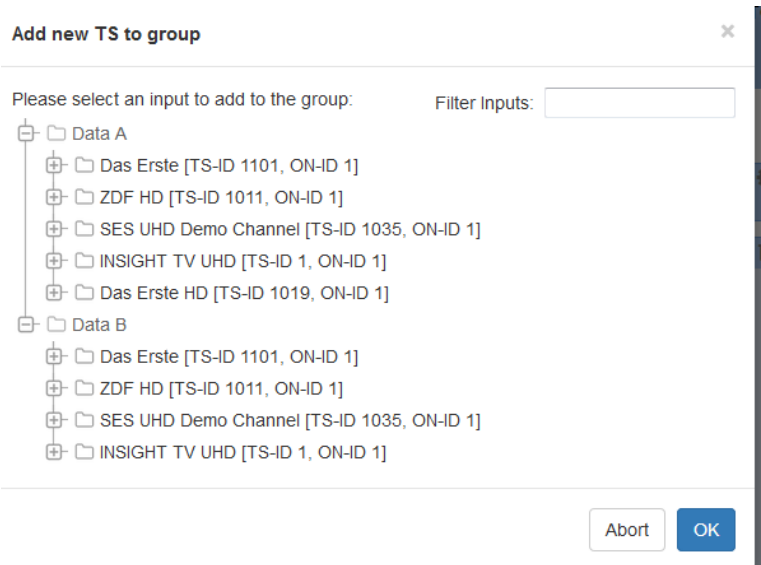 Add new TS to group
×
Please select an input to add to the group: Filter Inputs:
Data A
Das Erste [TS-ID 1101, ON-ID 1]
ZDF HD [TS-ID 1011, ON-ID 1]
SES UHD Demo Channel [TS-ID 1035, ON-ID 1]
INSIGHT TV UHD [TS-ID 1, ON-ID 1]
Das Erste HD [TS-ID 1019, ON-ID 1]
Data B
Das Erste [TS-ID 1101, ON-ID 1]
ZDF HD [TS-ID 1011, ON-ID 1]
SES UHD Demo Channel [TS-ID 1035, ON-ID 1]
INSIGHT TV UHD [TS-ID 1, ON-ID 1]
Abort OK